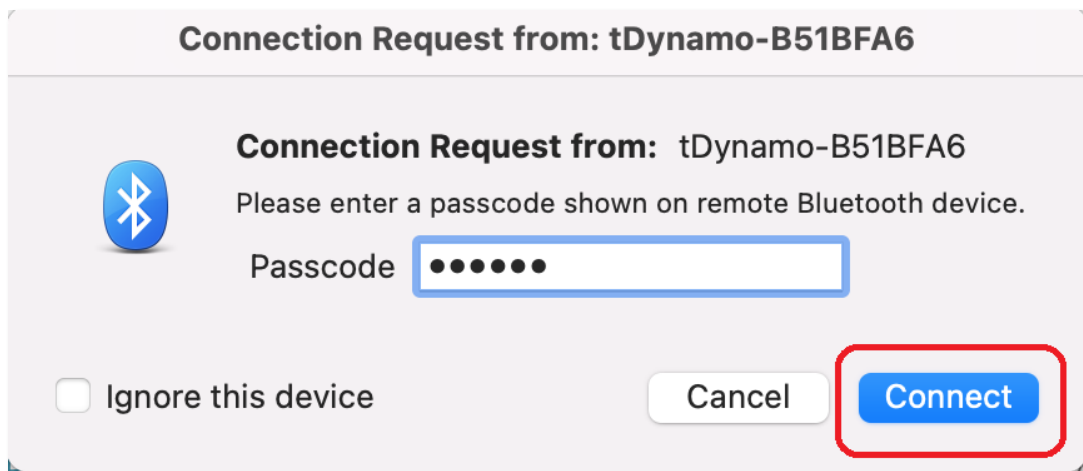 Connection Request from: tDynamo-B51BFA6
Connection Request from: tDynamo-B51BFA6
Please enter a passcode shown on remote Bluetooth device.
Passcode ●●●●●●
Ignore this device
Cancel
Connect